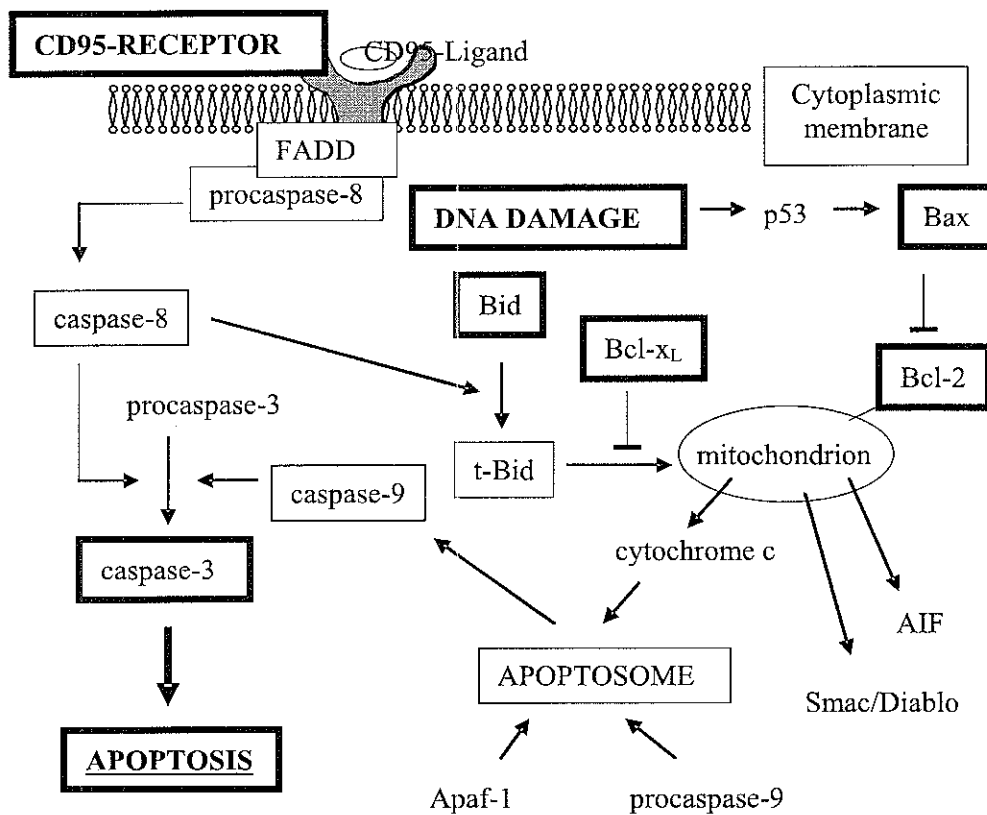 CD95-RECEPTOR
CD95-Ligand
Cytoplasmic
membrane
FADD
procaspase-8
DNA DAMAGE
p53
Bax
caspase-8
Bid
Bcl-xL
Bcl-2
procaspase-3
t-Bid
mitochondrion
caspase-9
cytochrome c
caspase-3
AIF
APOPTOSOME
Smac/Diablo
APOPTOSIS
Apaf-1
procaspase-9